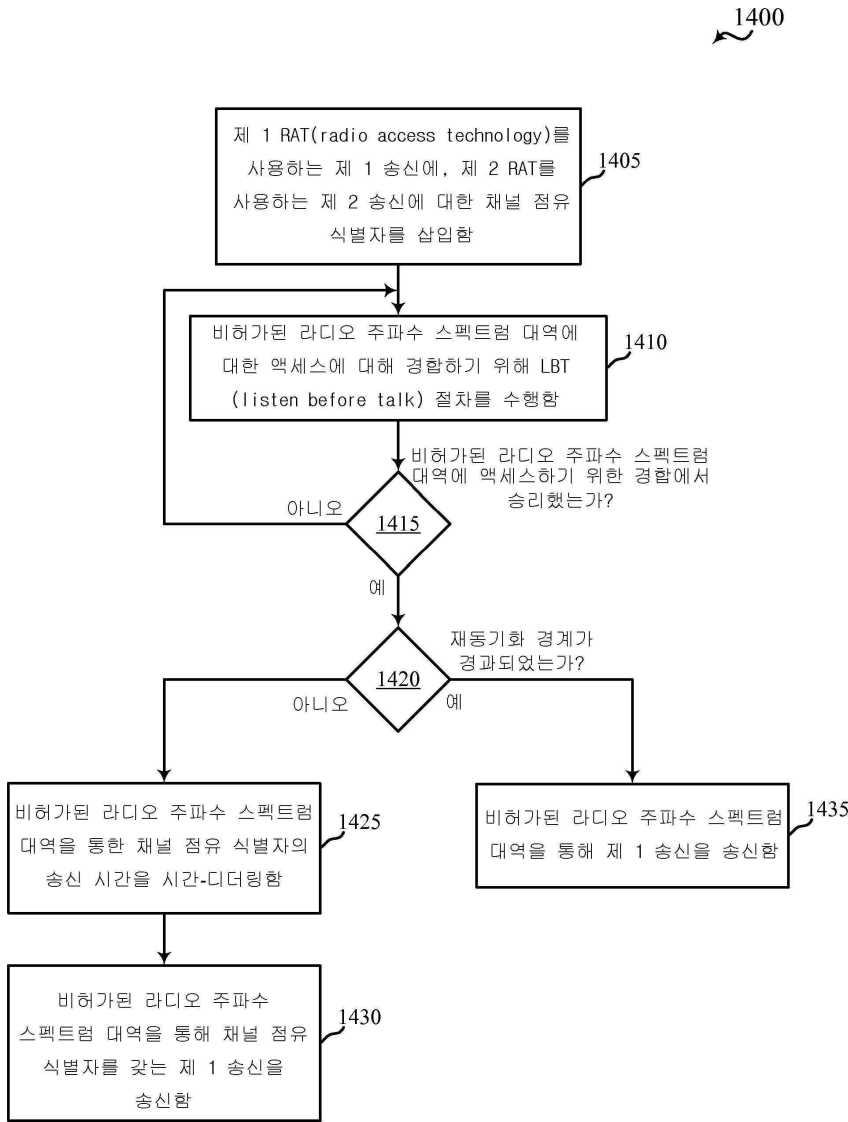 1400
제 1 RAT(radio access technology)를
사용하는 제 1 송신에, 제 2 RAT를
사용하는 제 2 송신에 대한 채널 점유
식별자를 삽입함
1405
비허가된 라디오 주파수 스펙트럼 대역에
대한 액세스에 대해 경합하기 위해 LBT
(listen before talk) 절차를 수행함
1410
비허가된 라디오 주파수 스펙트럼
대역에 액세스하기 위한 경합에서
승리했는가?
아니오
1415
예
재동기화 경계가
경과되었는가?
1420
아니오
예
비허가된 라디오 주파수 스펙트럼
대역을 통한 채널 점유 식별자의
송신 시간을 시간-디더링함
1425
비허가된 라디오 주파수 스펙트럼
대역을 통해 제 1 송신을 송신함
1435
비허가된 라디오 주파수
스펙트럼 대역을 통해 채널 점유
식별자를 갖는 제 1 송신을
송신함
1430